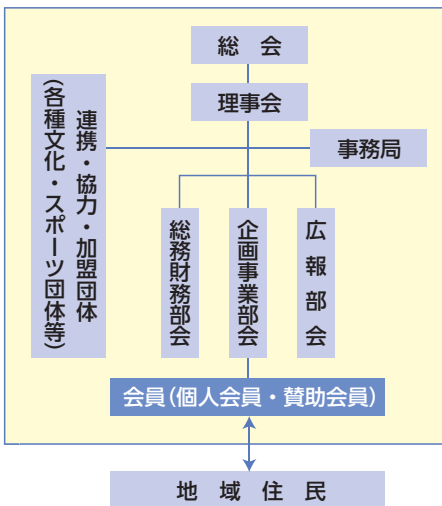 総　会
理事会
事務局
連携・協力・加盟団体
(各種文化・スポーツ団体等)
総務財務部会
企画事業部会
広報部会
会員(個人会員・賛助会員)
地　域　住　民